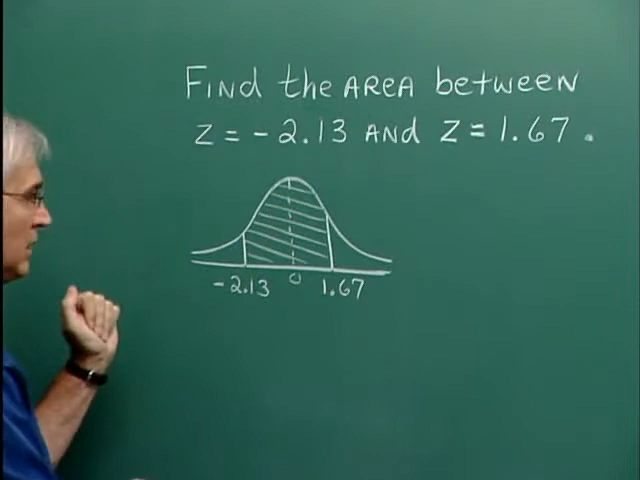 FIND the AREA between
z = -2.13 AND z = 1.67.
-2.13 0 1.67